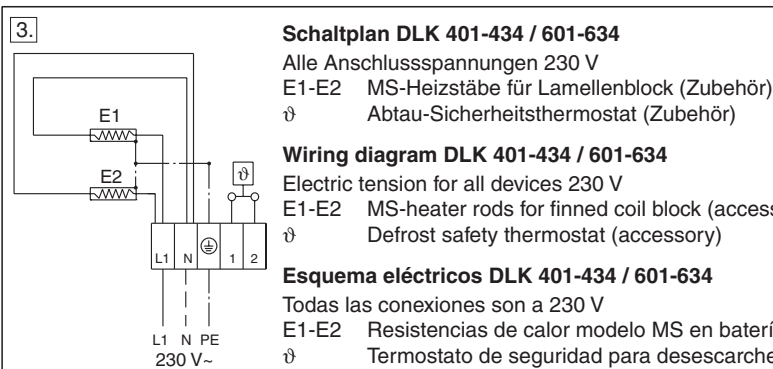 3.
Schaltplan DLK 401-434 / 601-634
Alle Anschlussspannungen 230 V
E1-E2 MS-Heizstäbe für Lamellenblock (Zubehör)
ϑ Abtau-Sicherheitsthermostat (Zubehör)
Wiring diagram DLK 401-434 / 601-634
Electric tension for all devices 230 V
E1-E2 MS-heater rods for finned coil block (access
ϑ Defrost safety thermostat (accessory)
Esquema eléctricos DLK 401-434 / 601-634
Todas las conexiones son a 230 V
E1-E2 Resistencias de calor modelo MS en baterí
ϑ Termostato de seguridad para desescarche
E1
E2
ϑ
L1 N 1 2
L1 N PE
230 V~